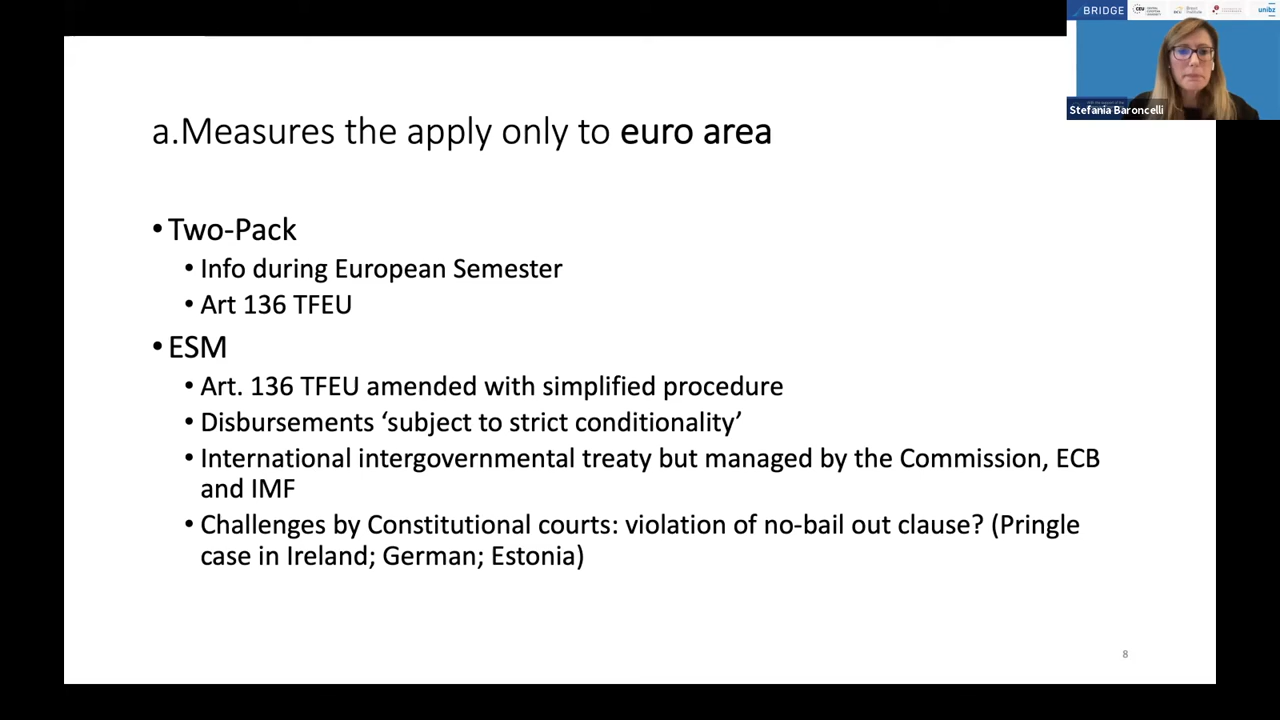 BRIDGE
CEU
unibz
Stefania Baroncelli
a.Measures the apply only to euro area
• Two-Pack
• Info during European Semester
• Art 136 TFEU
• ESM
• Art. 136 TFEU amended with simplified procedure
• Disbursements ‘subject to strict conditionality’
• International intergovernmental treaty but managed by the Commission, ECB
and IMF
• Challenges by Constitutional courts: violation of no-bail out clause? (Pringle
case in Ireland; German; Estonia)
8